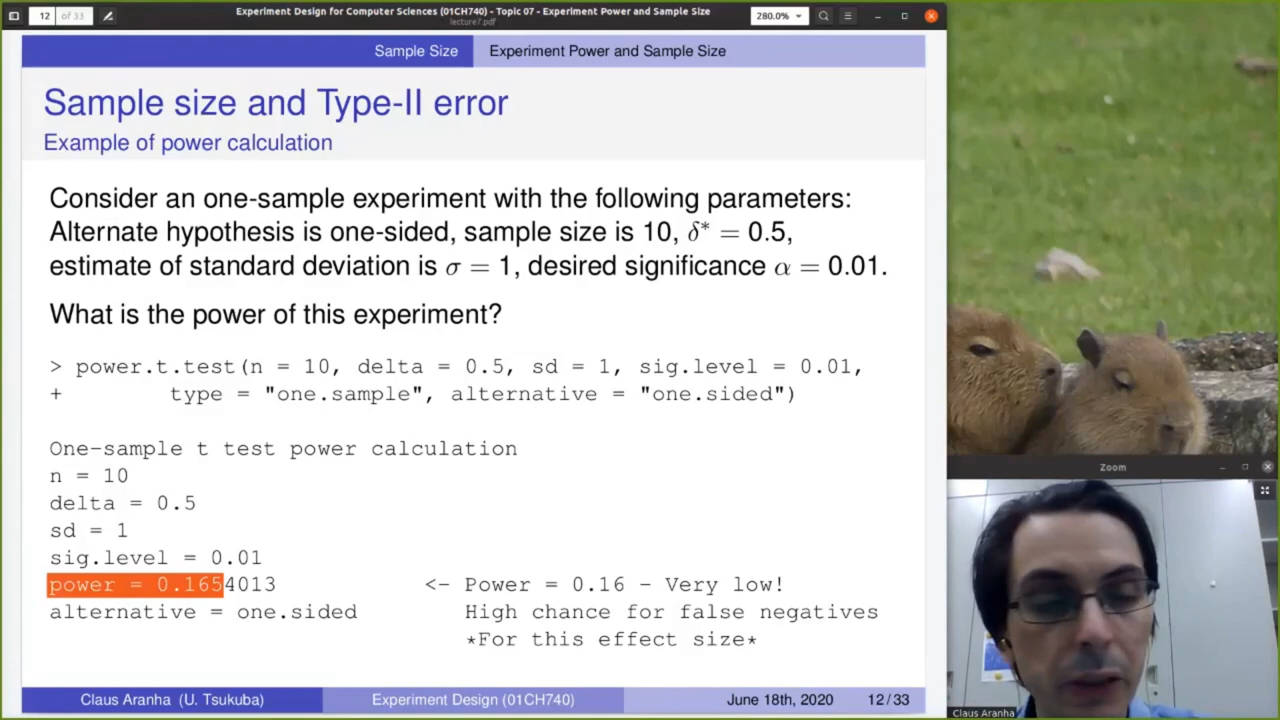 12 of 33
Experiment Design for Computer Sciences (01CH740) - Topic 07 - Experiment Power and Sample Size
lecture7.pdf
280.0%
Sample Size Experiment Power and Sample Size
Sample size and Type-II error
Example of power calculation
Consider an one-sample experiment with the following parameters:
Alternate hypothesis is one-sided, sample size is 10, δ* = 0.5,
estimate of standard deviation is σ = 1, desired significance α = 0.01.
What is the power of this experiment?
> power.t.test(n = 10, delta = 0.5, sd = 1, sig.level = 0.01,
+ type = "one.sample", alternative = "one.sided")
One-sample t test power calculation
n = 10
delta = 0.5
sd = 1
sig.level = 0.01
power = 0.1654013 <- Power = 0.16 - Very low!
alternative = one.sided High chance for false negatives
*For this effect size*
Claus Aranha (U. Tsukuba) Experiment Design (01CH740) June 18th, 2020 12/33
Zoom
Claus Aranha